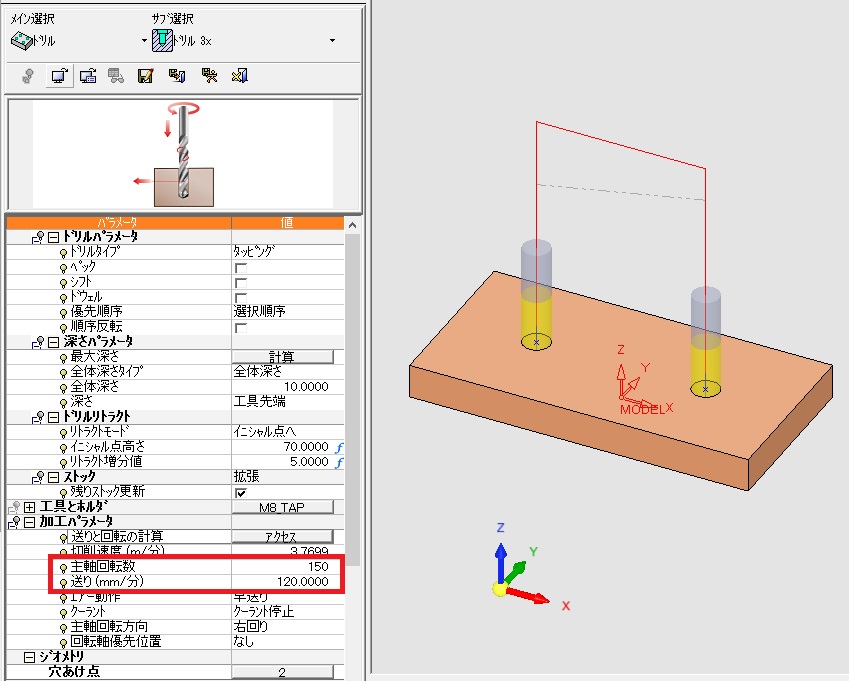 メイン選択 サブ選択
ドリル ドリル 3x
パラメータ 値
ドリルパラメータ
ドリルタイプ タッピング
ペック
シフト
ドウェル
優先順序 選択順序
順序反転
深さパラメータ
最大深さ 計算
全体深さタイプ 全体深さ
全体深さ 10.0000
深さ 工具先端
ドリルリトラクト
リトラクトモード イニシャル点へ
イニシャル点高さ 70.0000 f
リトラクト増分値 5.0000 f
ストック 拡張
残りストック更新
工具とホルダ M8 TAP
加工パラメータ
送りと回転の計算 アクセス
切削速度 (m/分) 3.7699
主軸回転数 150
送り (mm/分) 120.0000
エアー動作 早送り
クーラント クーラント停止
主軸回転方向 右回り
回転軸優先位置 なし
ジオメトリ
穴あけ点 2
Z
Y
X
MODEL
Z
Y
X